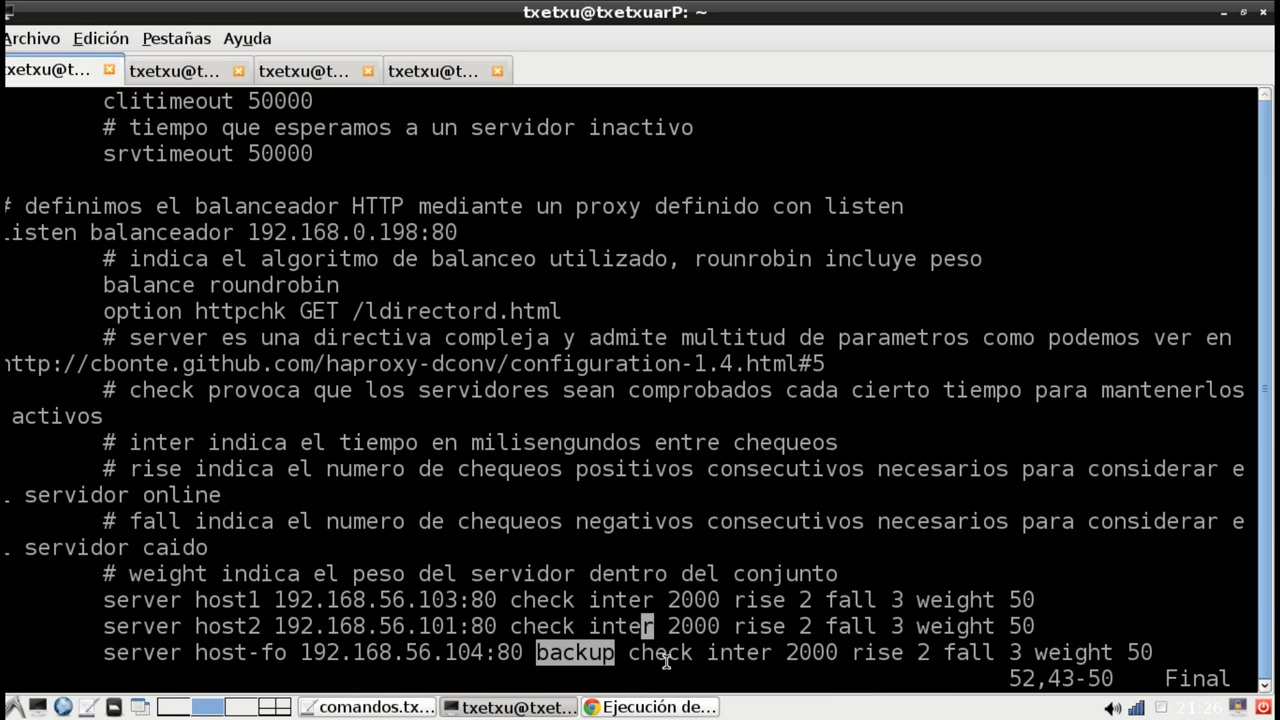 txetxu@txetxuarP: ~
Archivo Edición Pestañas Ayuda
txetxu@t... txetxu@t... txetxu@t... txetxu@t...
clitimeout 50000
# tiempo que esperamos a un servidor inactivo
srvtimeout 50000
# definimos el balanceador HTTP mediante un proxy definido con listen
listen balanceador 192.168.0.198:80
# indica el algoritmo de balanceo utilizado, rounrobin incluye peso
balance roundrobin
option httpchk GET /ldirectord.html
# server es una directiva compleja y admite multitud de parametros como podemos ver en
http://cbonte.github.com/haproxy-dconv/configuration-1.4.html#5
# check provoca que los servidores sean comprobados cada cierto tiempo para mantenerlos
activos
# inter indica el tiempo en milisengundos entre chequeos
# rise indica el numero de chequeos positivos consecutivos necesarios para considerar e
l servidor online
# fall indica el numero de chequeos negativos consecutivos necesarios para considerar e
l servidor caido
# weight indica el peso del servidor dentro del conjunto
server host1 192.168.56.103:80 check inter 2000 rise 2 fall 3 weight 50
server host2 192.168.56.101:80 check inter 2000 rise 2 fall 3 weight 50
server host-fo 192.168.56.104:80 backup check inter 2000 rise 2 fall 3 weight 50
52,43-50 Final
comandos.tx... txetxu@txet... Ejecución de... 21:26